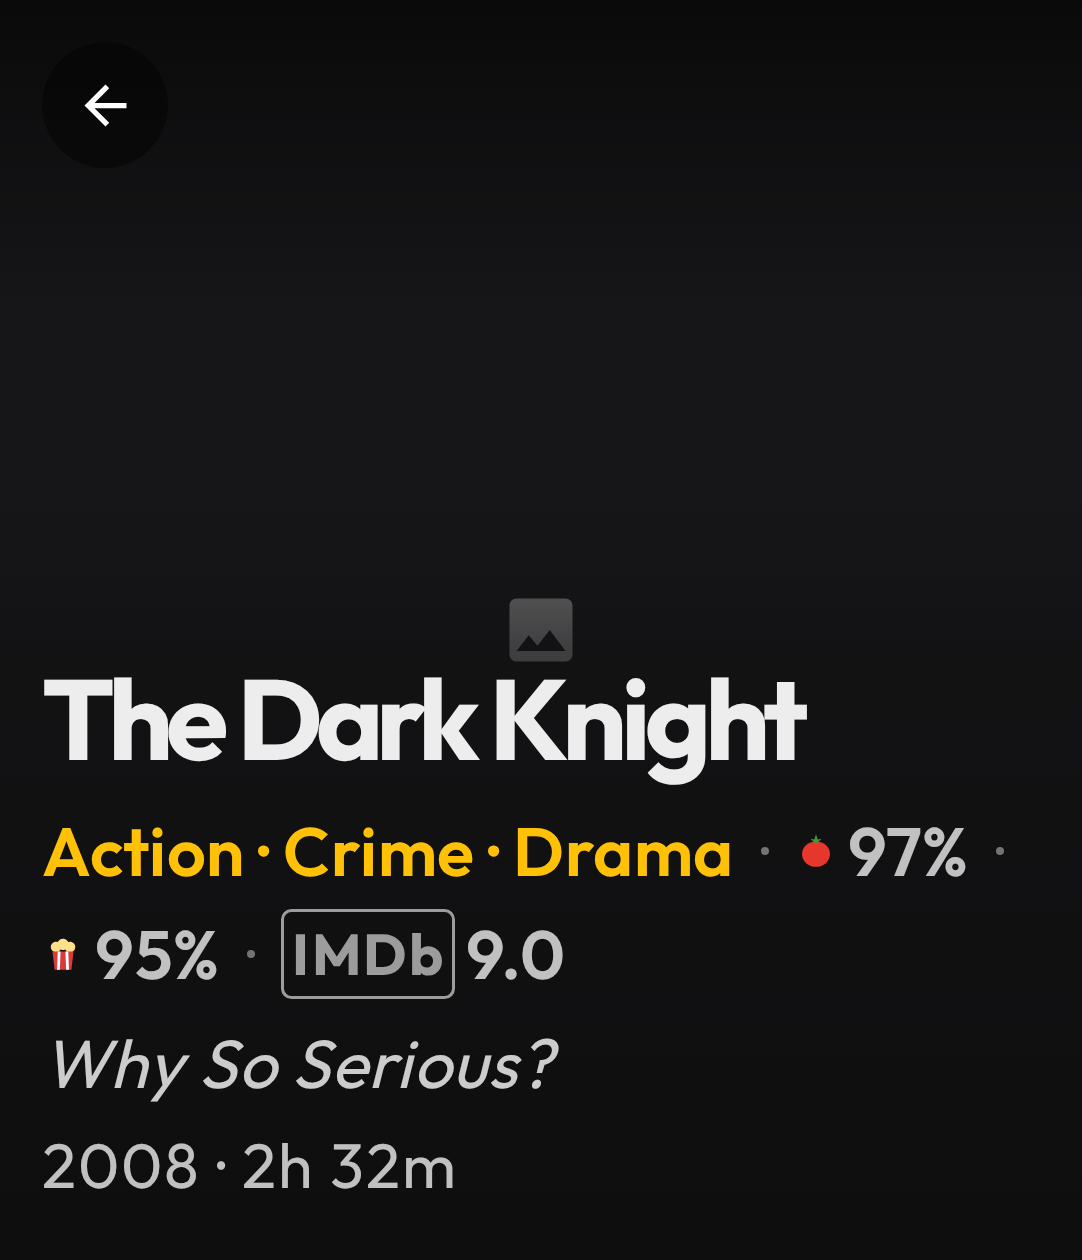 The Dark Knight
Action · Crime · Drama · 97% ·
95% · IMDb 9.0
Why So Serious?
2008 · 2h 32m